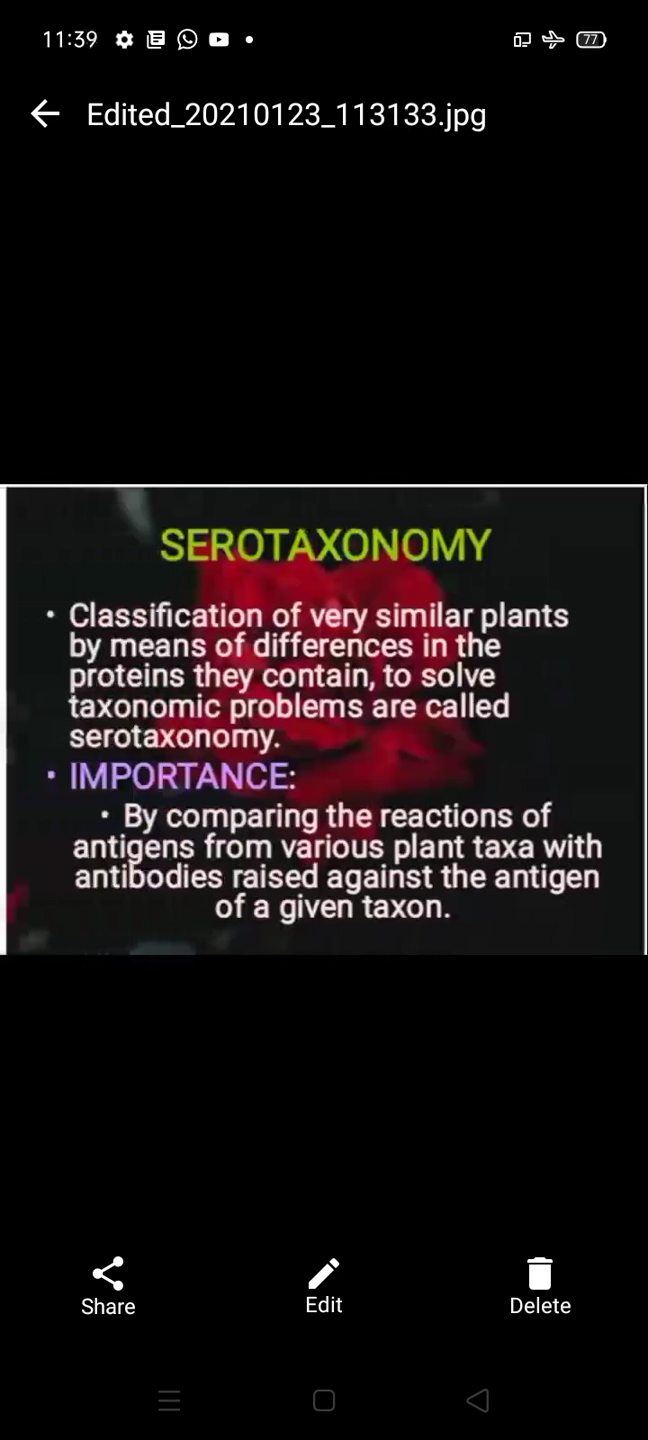 11:39
77
Edited_20210123_113133.jpg
SEROTAXONOMY
• Classification of very similar plants
by means of differences in the
proteins they contain, to solve
taxonomic problems are called
serotaxonomy.
• IMPORTANCE:
• By comparing the reactions of
antigens from various plant taxa with
antibodies raised against the antigen
of a given taxon.
Share
Edit
Delete